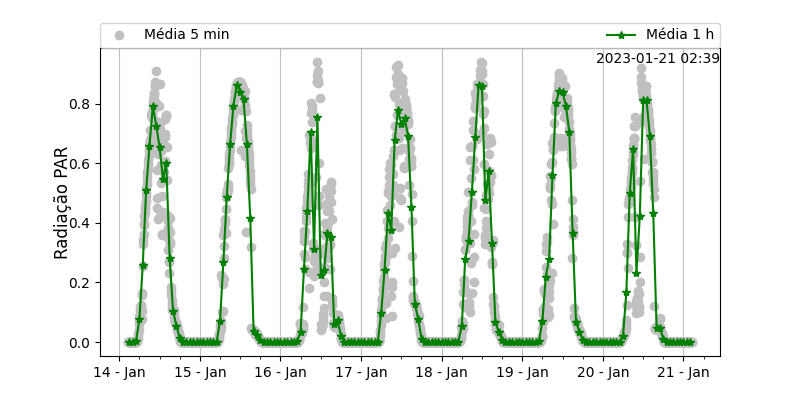 Média 5 min
Média 1 h
2023-01-21 02:39
Radiação PAR
0.8
0.6
0.4
0.2
0.0
14 - Jan
15 - Jan
16 - Jan
17 - Jan
18 - Jan
19 - Jan
20 - Jan
21 - Jan